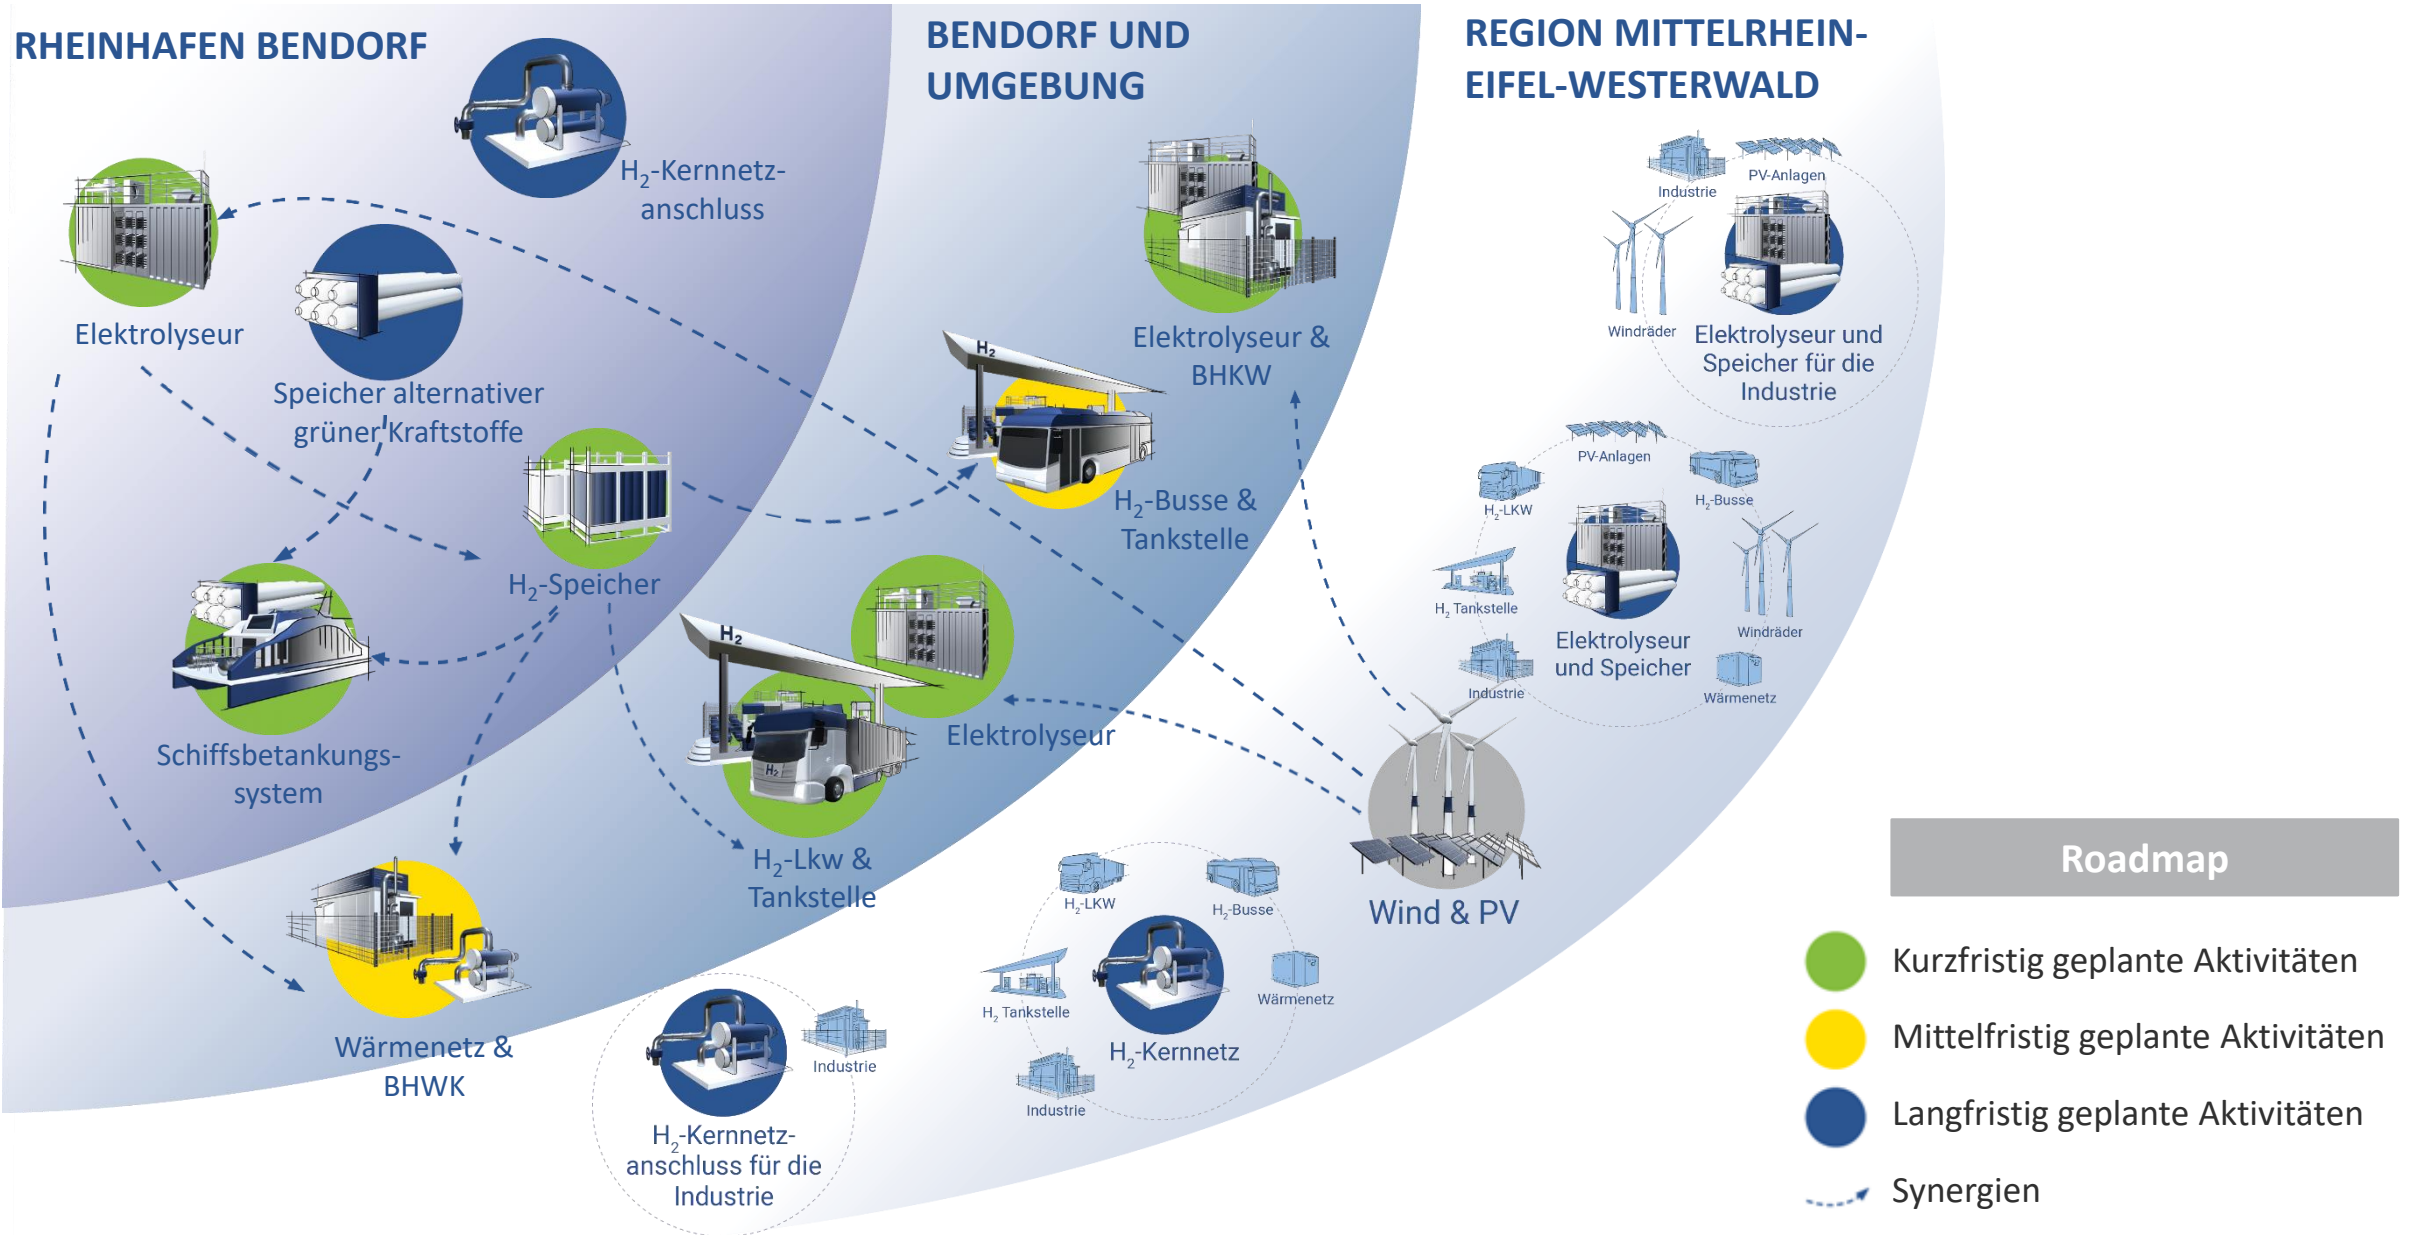 RHEINHAFEN BENDORF
H₂-Kernnetz-
anschluss
Elektrolyseur
Speicher alternativer
grüner Kraftstoffe
H₂-Speicher
Schiffsbetankungs-
system
BENDORF UND
UMGEBUNG
Elektrolyseur &
BHKW
H₂
H₂-Busse &
Tankstelle
H₂
H₂
Elektrolyseur
H₂-Lkw &
Tankstelle
Wärmenetz &
BHWK
REGION MITTELRHEIN-
EIFEL-WESTERWALD
Industrie
PV-Anlagen
Windräder
Elektrolyseur und
Speicher für die
Industrie
PV-Anlagen
H₂-LKW
H₂-Busse
H₂ Tankstelle
Windräder
Elektrolyseur
und Speicher
Industrie
Wärmenetz
Wind & PV
H₂-LKW
H₂-Busse
H₂ Tankstelle
Wärmenetz
H₂-Kernnetz
Industrie
Industrie
H₂-Kernnetz-
anschluss für die
Industrie
Roadmap
Kurzfristig geplante Aktivitäten
Mittelfristig geplante Aktivitäten
Langfristig geplante Aktivitäten
Synergien